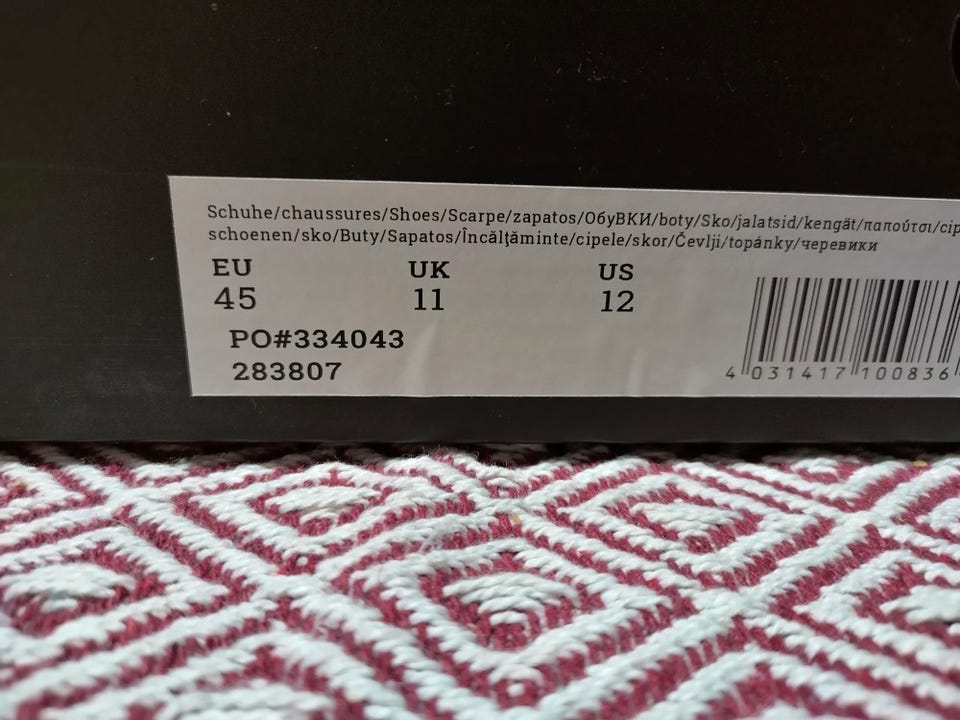 Schuhe/chaussures/Shoes/Scarpe/zapatos/ОбуВКИ/boty/Sko/jalatsid/kengät/παπούτσι/cip
schoenen/sko/Buty/Sapatos/Încălţăminte/cipele/skor/Čevlji/topánky/черевики
EU UK US
45 11 12
PO#334043
283807
4 031417 100836